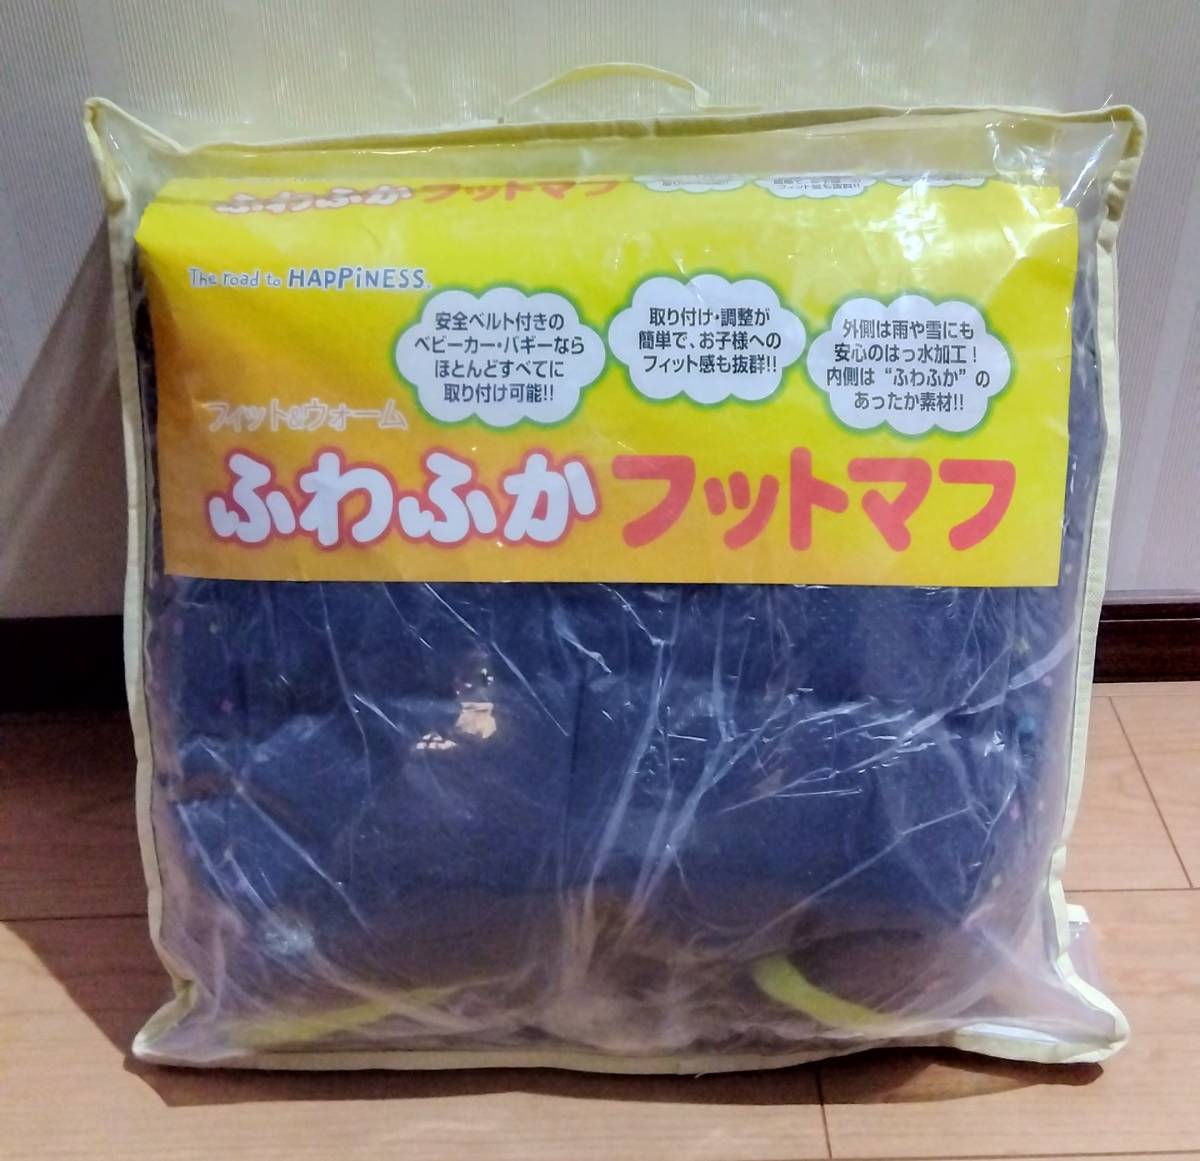 ふわふかフットマフ
The road to HAPPiNESS.
安全ベルト付きの
ベビーカー・バギーなら
ほとんどすべてに
取り付け可能!!
取り付け・調整が
簡単で、お子様への
フィット感も抜群!!
外側は雨や雪にも
安心のはっ水加工!
内側は“ふわふか”の
あったか素材!!
フィット&ウォーム
ふわふかフットマフ